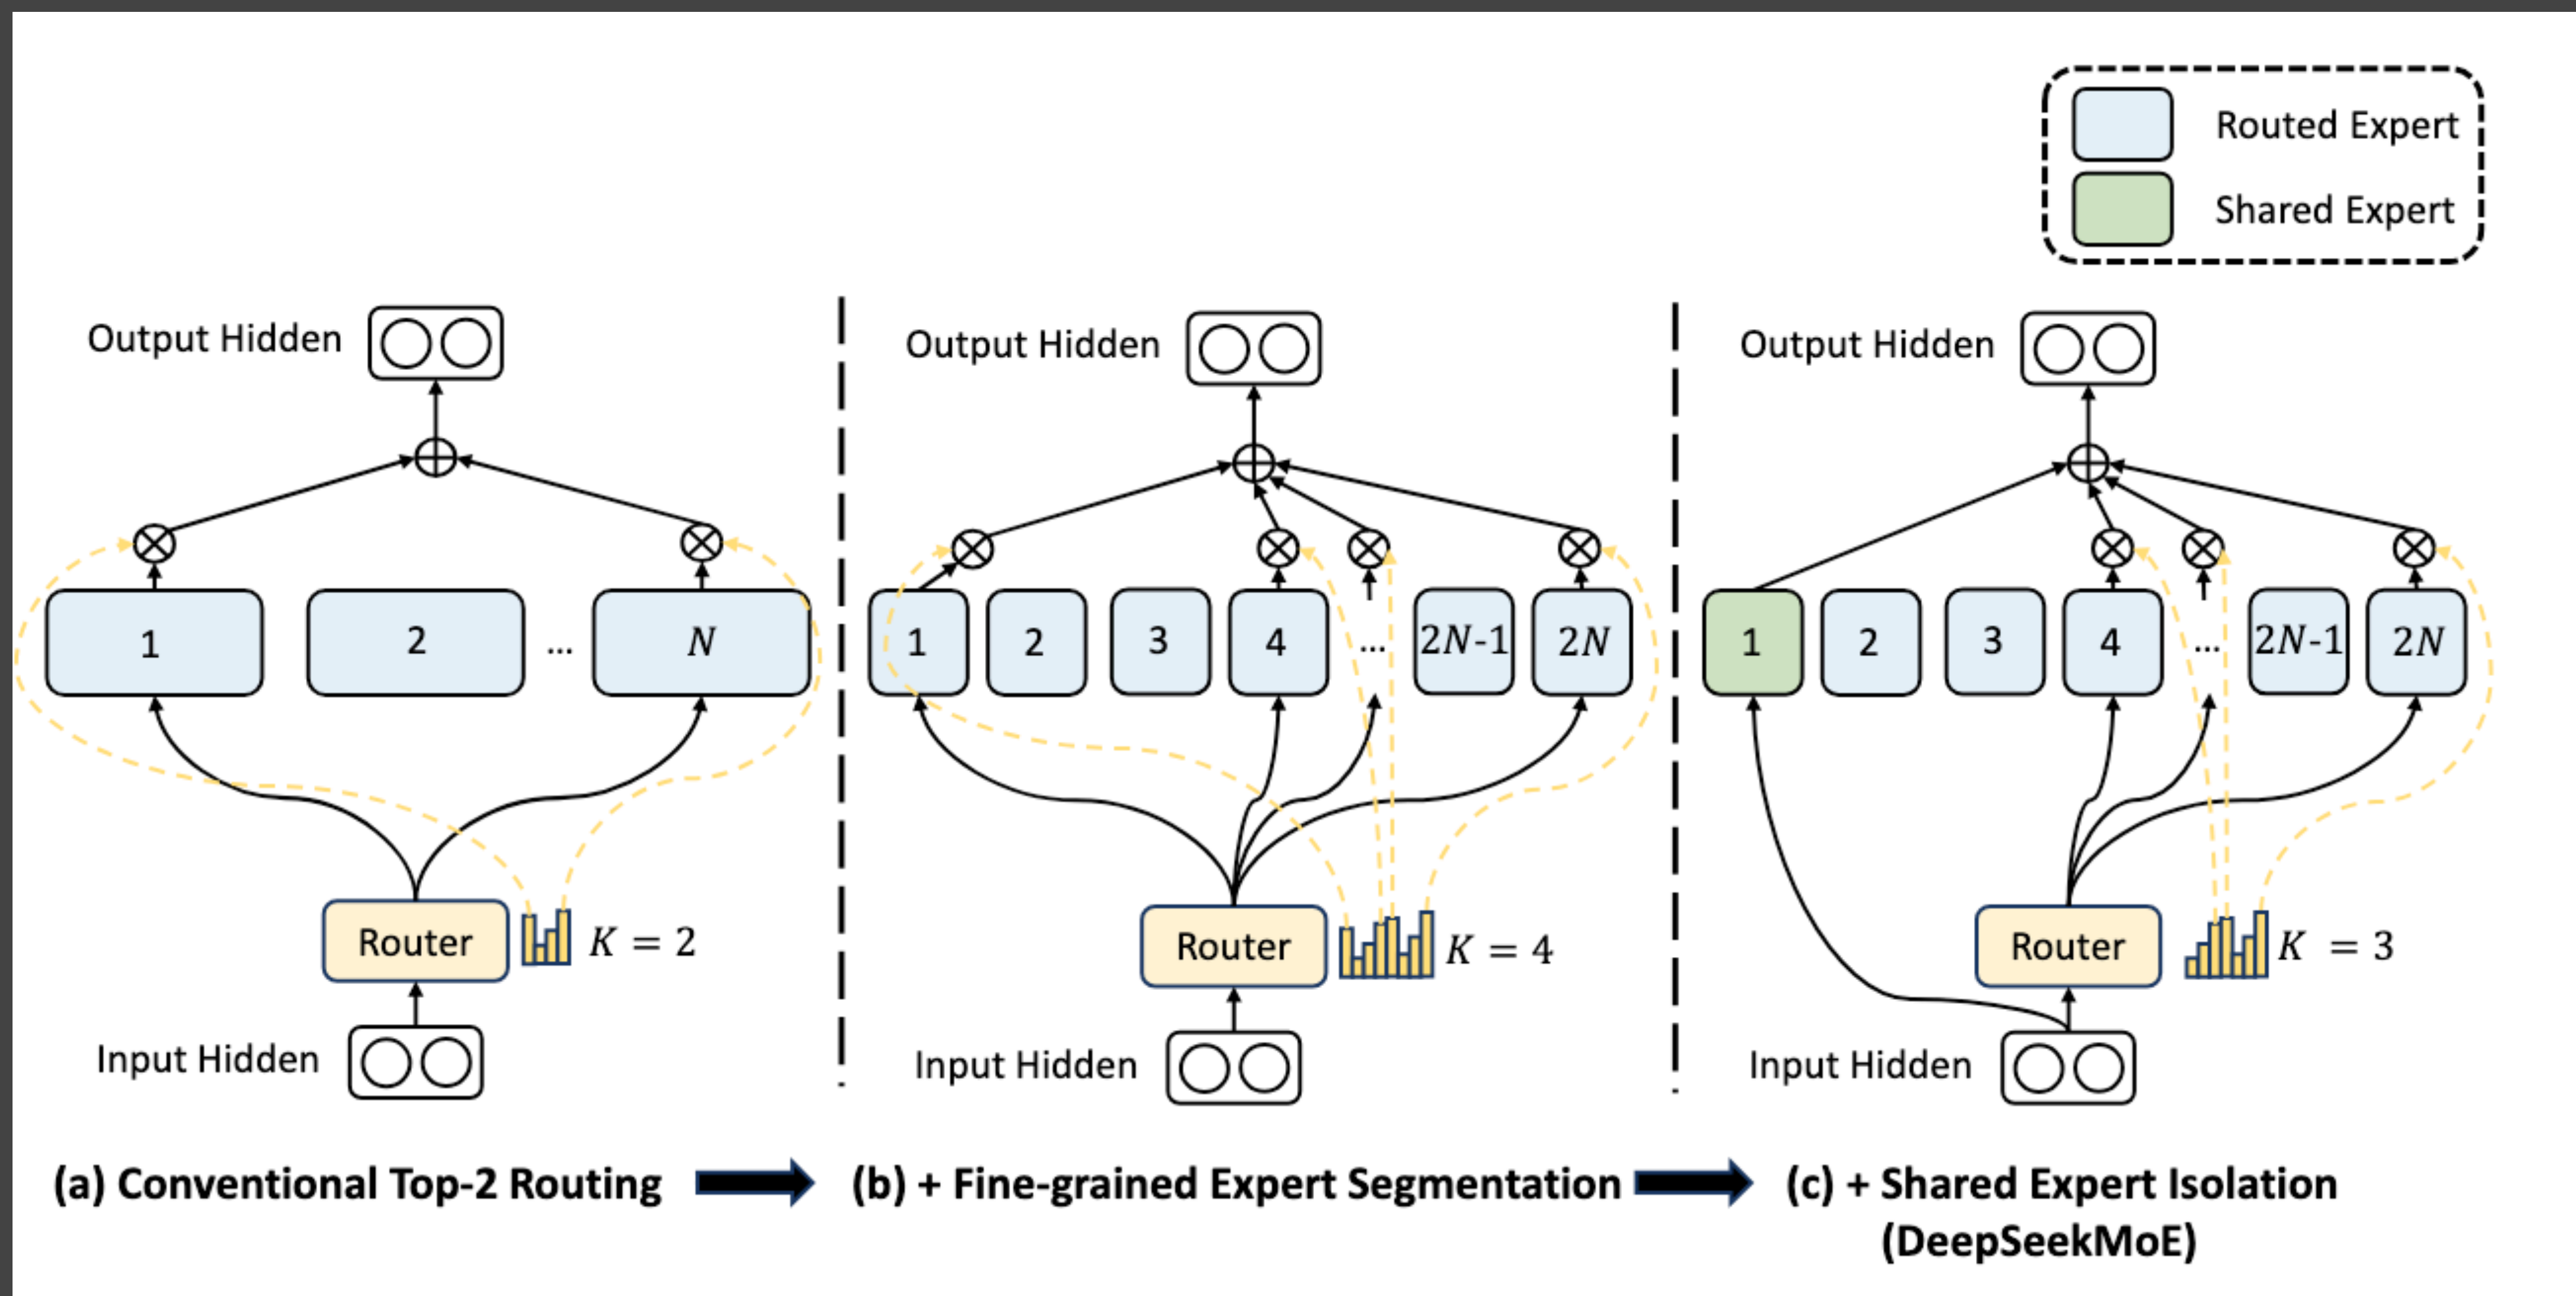 Routed Expert
Shared Expert
Output Hidden
1
2
...
N
Router
K = 2
Input Hidden
(a) Conventional Top-2 Routing
Output Hidden
1
2
3
4
...
2N-1
2N
Router
K = 4
Input Hidden
(b) + Fine-grained Expert Segmentation
Output Hidden
1
2
3
4
...
2N-1
2N
Router
K = 3
Input Hidden
(c) + Shared Expert Isolation
(DeepSeekMoE)